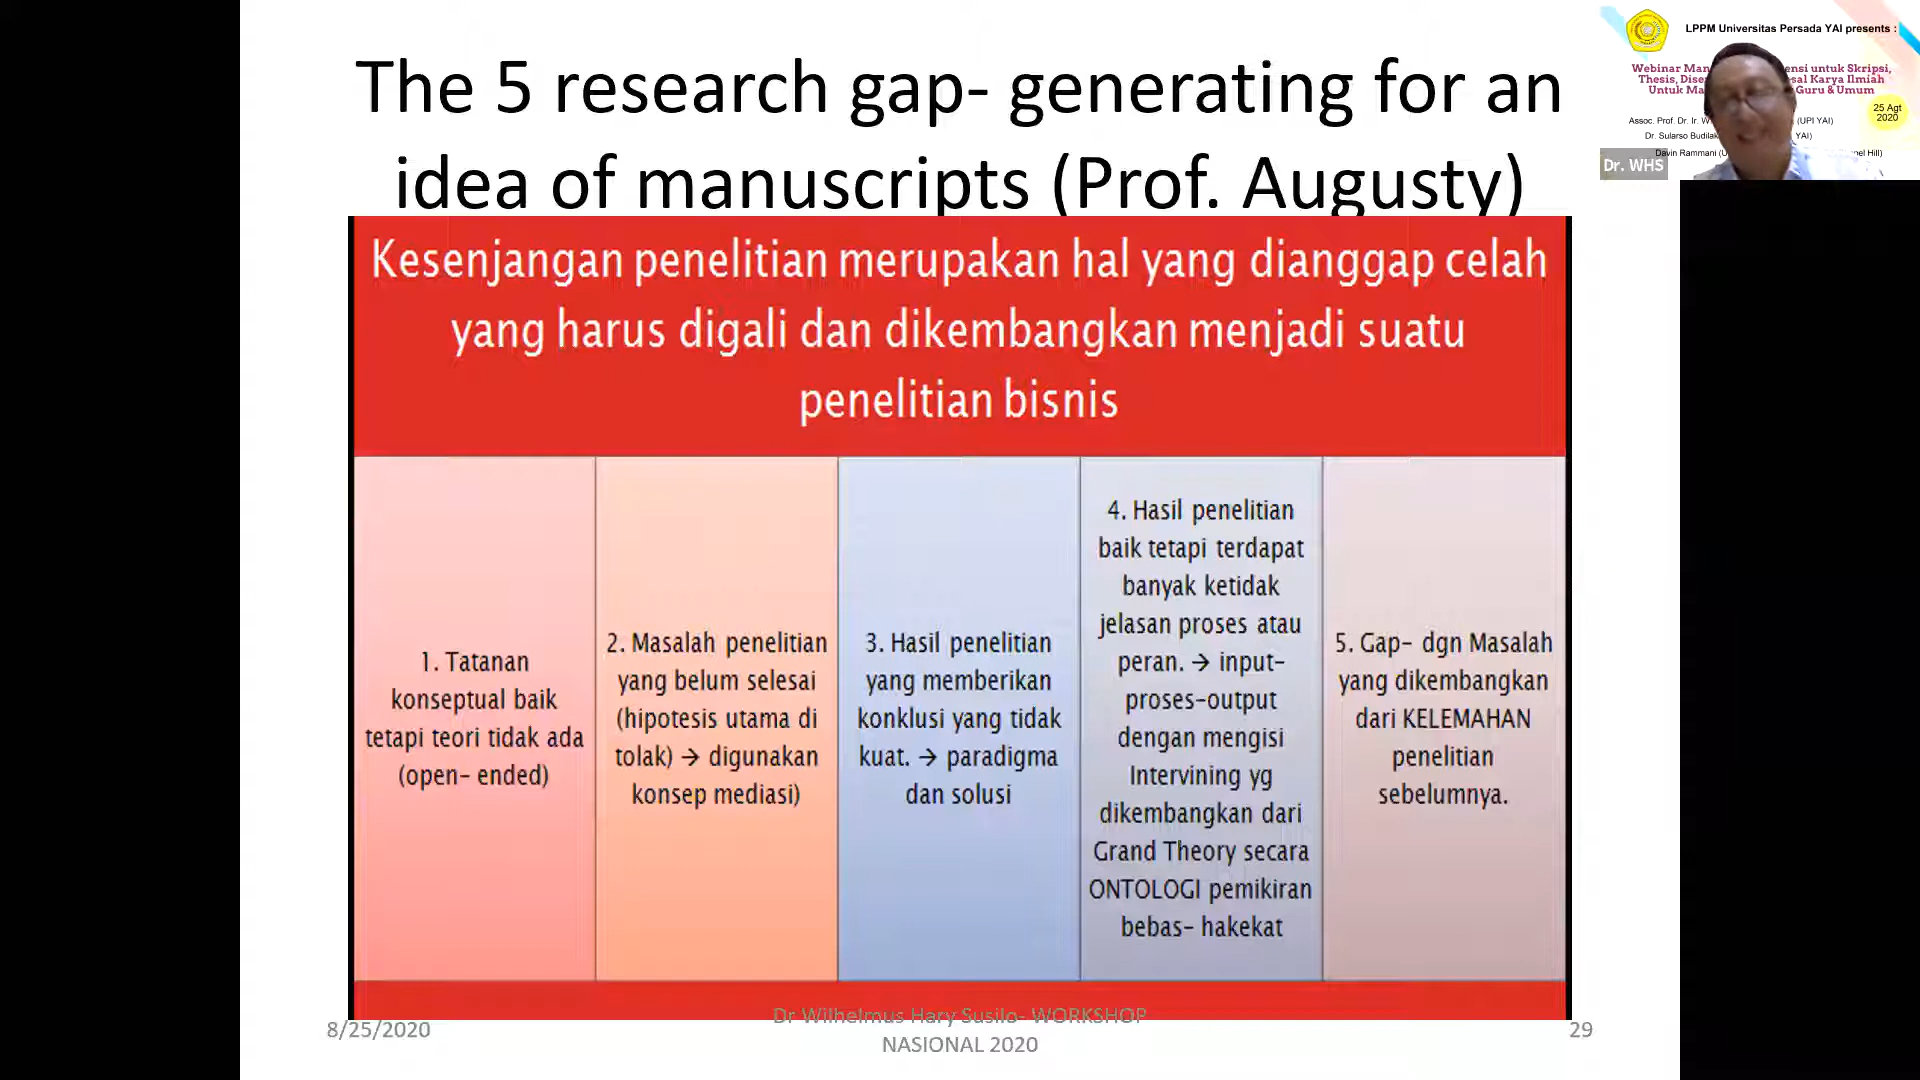 The 5 research gap- generating for an
idea of manuscripts (Prof. Augusty)
Kesenjangan penelitian merupakan hal yang dianggap celah
yang harus digali dan dikembangkan menjadi suatu
penelitian bisnis
1. Tatanan
konseptual baik
tetapi teori tidak ada
(open- ended)
2. Masalah penelitian
yang belum selesai
(hipotesis utama di
tolak) → digunakan
konsep mediasi)
3. Hasil penelitian
yang memberikan
konklusi yang tidak
kuat. → paradigma
dan solusi
4. Hasil penelitian
baik tetapi terdapat
banyak ketidak
jelasan proses atau
peran. → input-
proses-output
dengan mengisi
Intervining yg
dikembangkan dari
Grand Theory secara
ONTOLOGI pemikiran
bebas- hakekat
5. Gap- dgn Masalah
yang dikembangkan
dari KELEMAHAN
penelitian
sebelumnya.
8/25/2020
Dr Wilhelmus Hary Susilo- WORKSHOP
NASIONAL 2020
29
LPPM Universitas Persada YAI presents :
Webinar untuk Skripsi,
Thesis, Karya Ilmiah
Untuk Guru & Umum
25 Agt
2020
Assoc. Prof. Dr. Ir. (UPI YAI)
Dr. Sularso YAI)
Davin Rammani Hill)
Dr. WHS